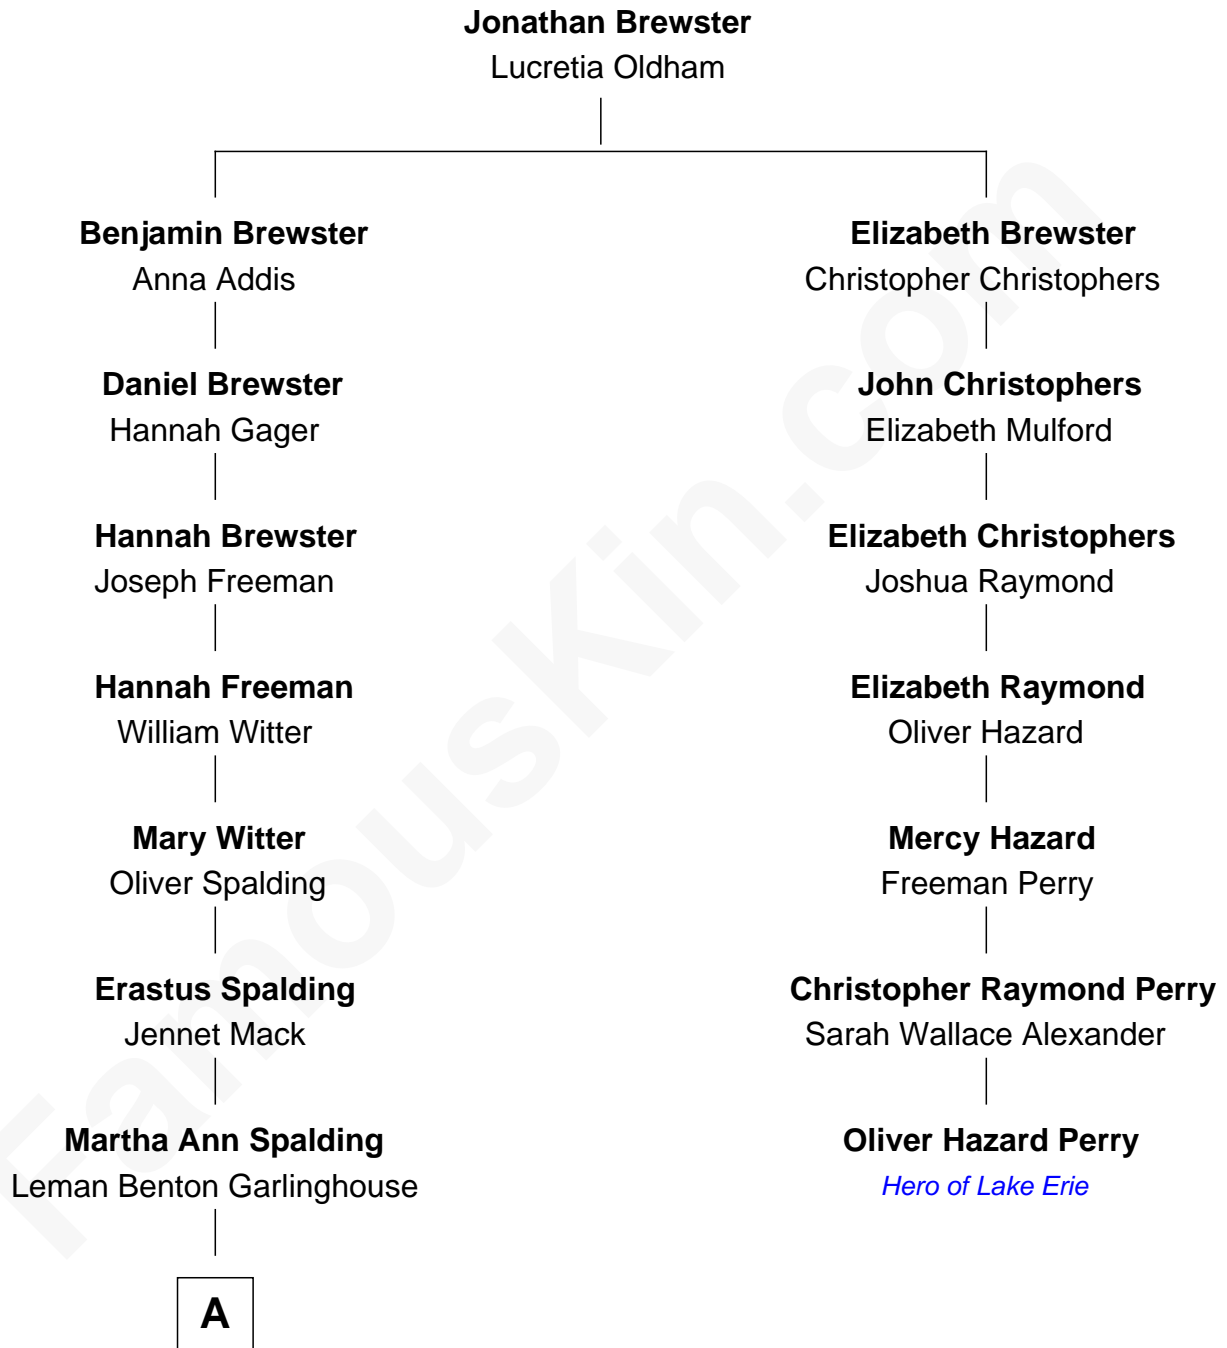 Jonathan Brewster
Lucretia Oldham
Benjamin Brewster
Anna Addis
Daniel Brewster
Hannah Gager
Hannah Brewster
Joseph Freeman
Hannah Freeman
William Witter
Mary Witter
Oliver Spalding
Erastus Spalding
Jennet Mack
Martha Ann Spalding
Leman Benton Garlinghouse
A
Elizabeth Brewster
Christopher Christophers
John Christophers
Elizabeth Mulford
Elizabeth Christophers
Joshua Raymond
Elizabeth Raymond
Oliver Hazard
Mercy Hazard
Freeman Perry
Christopher Raymond Perry
Sarah Wallace Alexander
Oliver Hazard Perry
Hero of Lake Erie
FamousKin.com